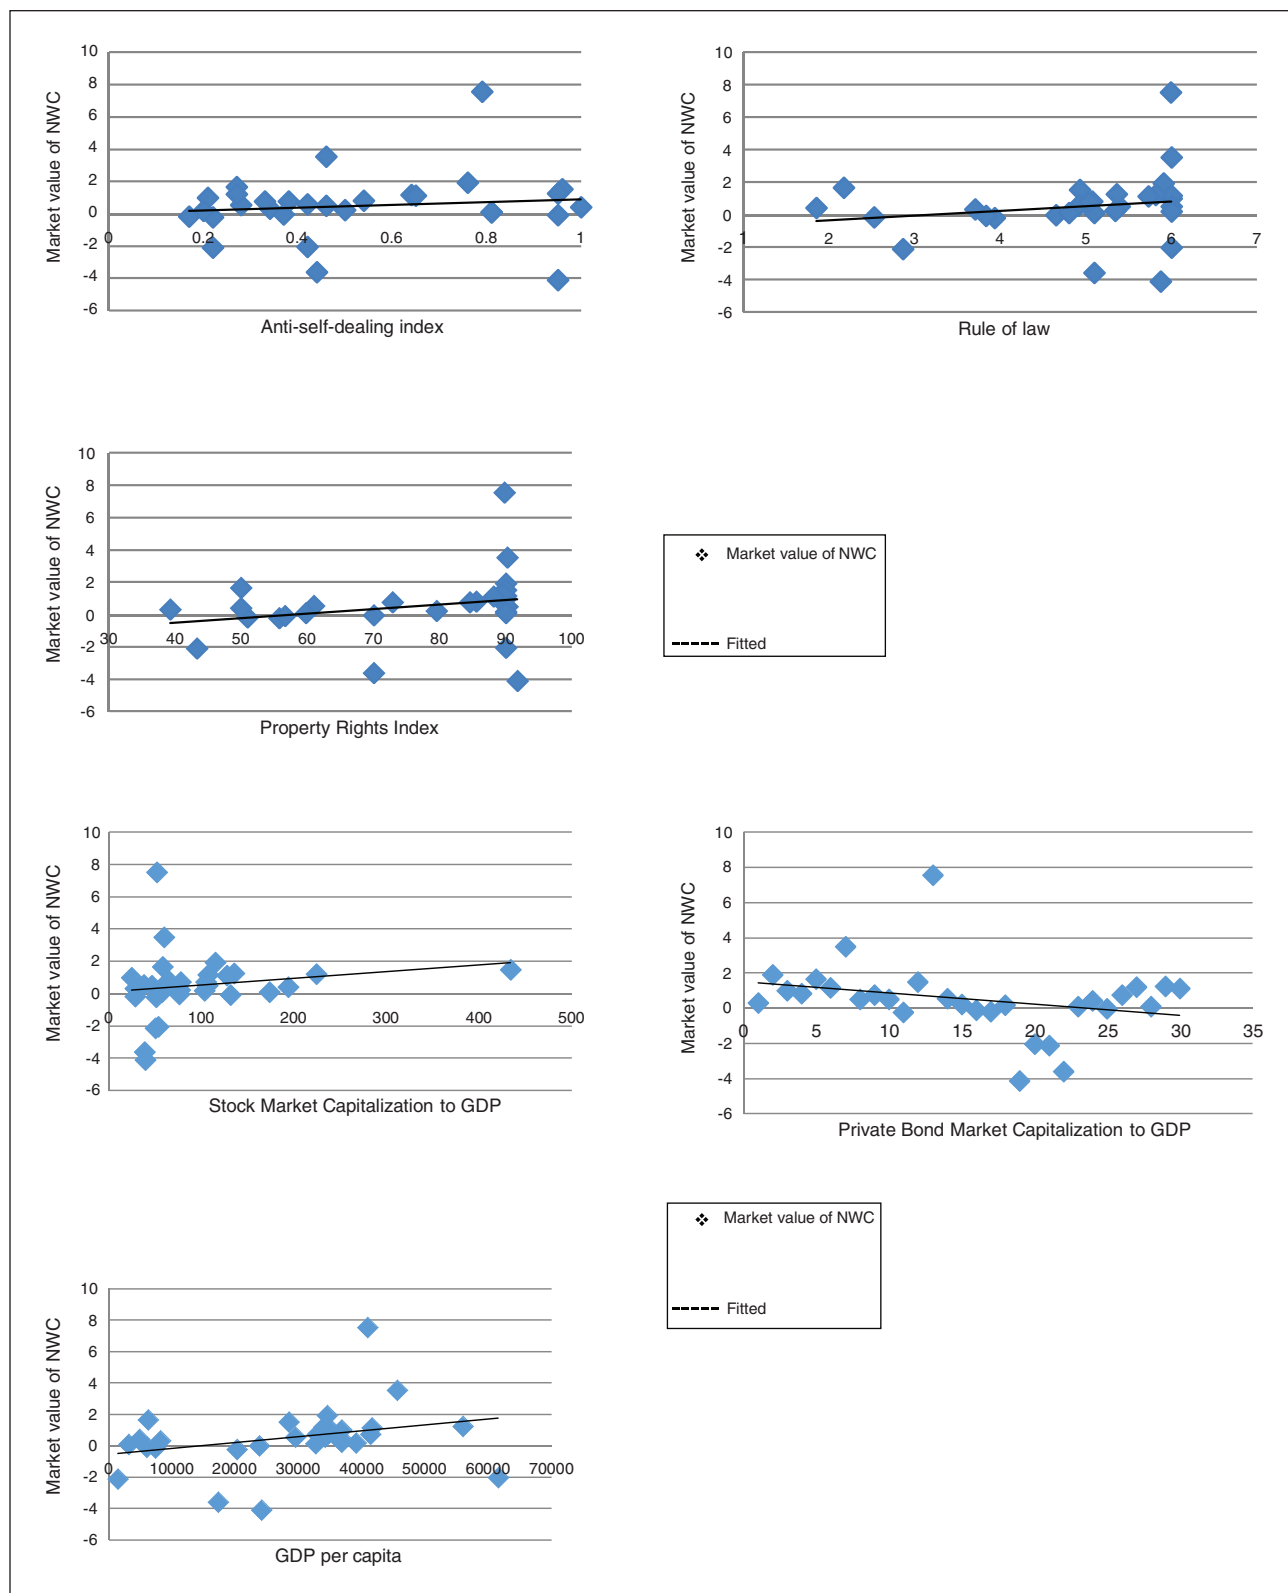 10
8
6
4
2
0
-2
-4
-6
0 0.2 0.4 0.6 0.8 1
Market value of NWC
Anti-self-dealing index
10
8
6
4
2
0
-2
-4
-6
1 2 3 4 5 6 7
Market value of NWC
Rule of law
10
8
6
4
2
0
-2
-4
-6
30 40 50 60 70 80 90 100
Market value of NWC
Property Rights Index
Market value of NWC
Fitted
10
8
6
4
2
0
-2
-4
-6
0 100 200 300 400 500
Market value of NWC
Stock Market Capitalization to GDP
10
8
6
4
2
0
-2
-4
-6
0 5 10 15 20 25 30 35
Market value of NWC
Private Bond Market Capitalization to GDP
Market value of NWC
Fitted
10
8
6
4
2
0
-2
-4
-6
0 10000 20000 30000 40000 50000 60000 70000
Market value of NWC
GDP per capita